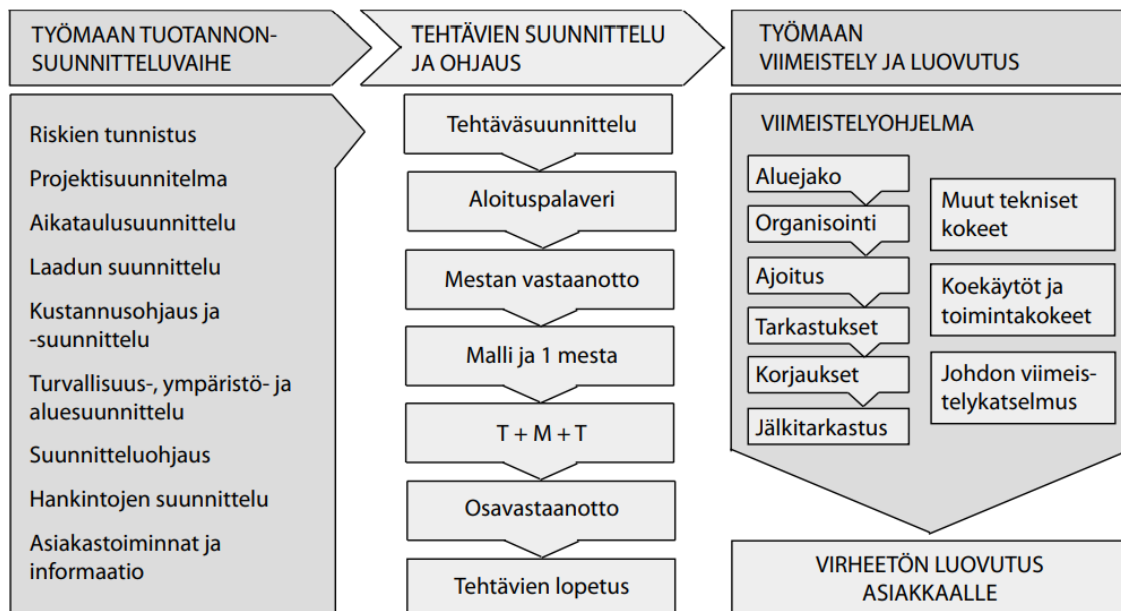 TYÖMAAN TUOTANNON-
SUUNNITTELUVAIHE
Riskien tunnistus
Projektisuunnitelma
Aikataulusuunnittelu
Laadun suunnittelu
Kustannusohjaus ja
-suunnittelu
Turvallisuus-, ympäristö- ja
aluesuunnittelu
Suunnitteluohjaus
Hankintojen suunnittelu
Asiakastoiminnat ja
informaatio
TEHTÄVIEN SUUNNITTELU
JA OHJAUS
Tehtäväsuunnittelu
Aloituspalaveri
Mestan vastaanotto
Malli ja 1 mesta
T + M + T
Osavastaanotto
Tehtävien lopetus
TYÖMAAN
VIIMEISTELY JA LUOVUTUS
VIIMEISTELYOHJELMA
Aluejako
Organisointi
Ajoitus
Tarkastukset
Korjaukset
Jälkitarkastus
Muut tekniset
kokeet
Koekäytöt ja
toimintakokeet
Johdon viimeis-
telykatselmus
VIRHEETÖN LUOVUTUS
ASIAKKAALLE